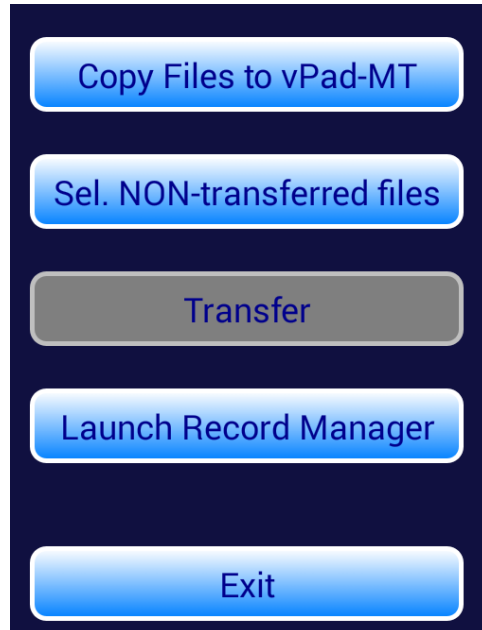 Copy Files to vPad-MT
Sel. NON-transferred files
Transfer
Launch Record Manager
Exit